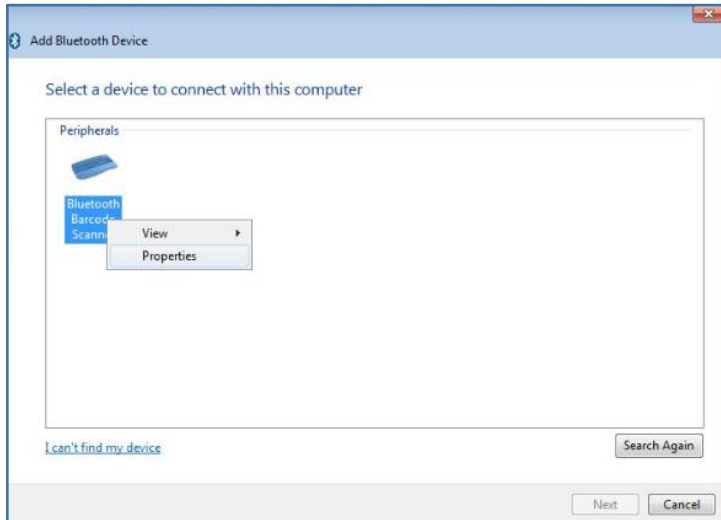 Add Bluetooth Device
Select a device to connect with this computer
Peripherals
Bluetooth
Barcode
Scann
View
Properties
I can't find my device
Search Again
Next
Cancel